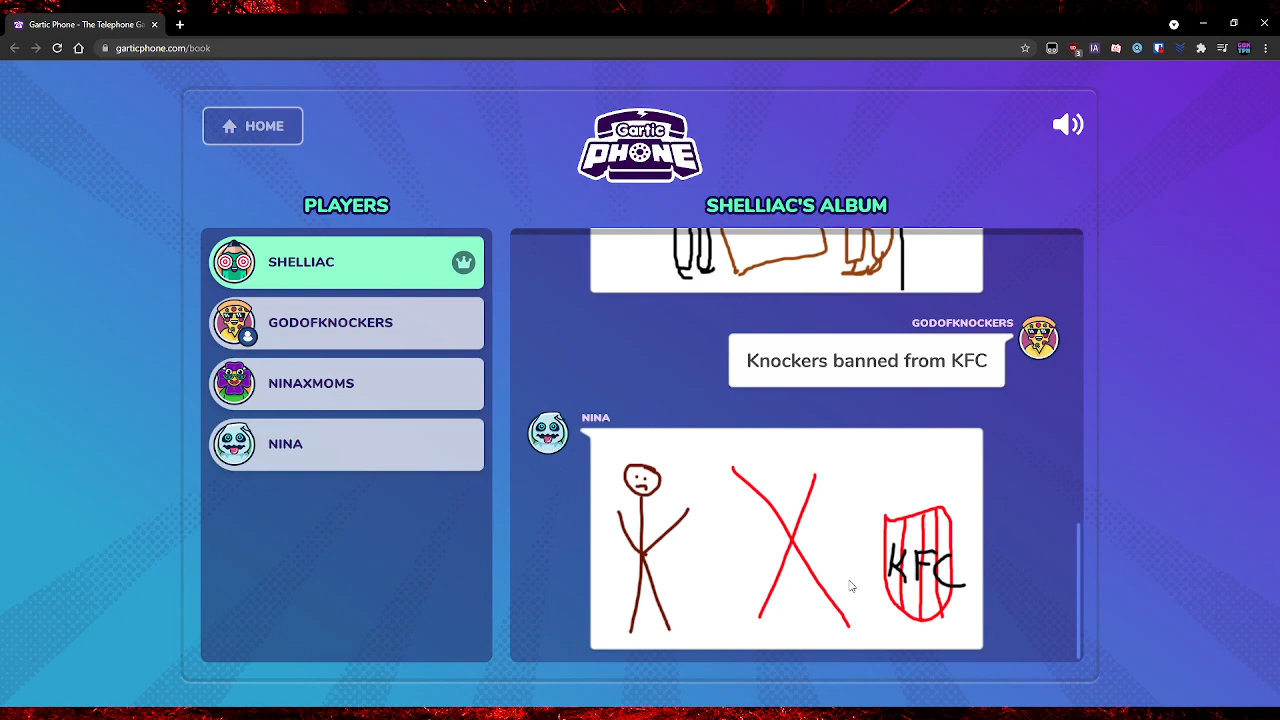 Gartic Phone - The Telephone Ga
garticphone.com/book
HOME
Gartic
PHONE
PLAYERS
SHELLIAC'S ALBUM
SHELLIAC
GODOFKNOCKERS
GODOFKNOCKERS
Knockers banned from KFC
NINAXMOMS
NINA
NINA
KFC